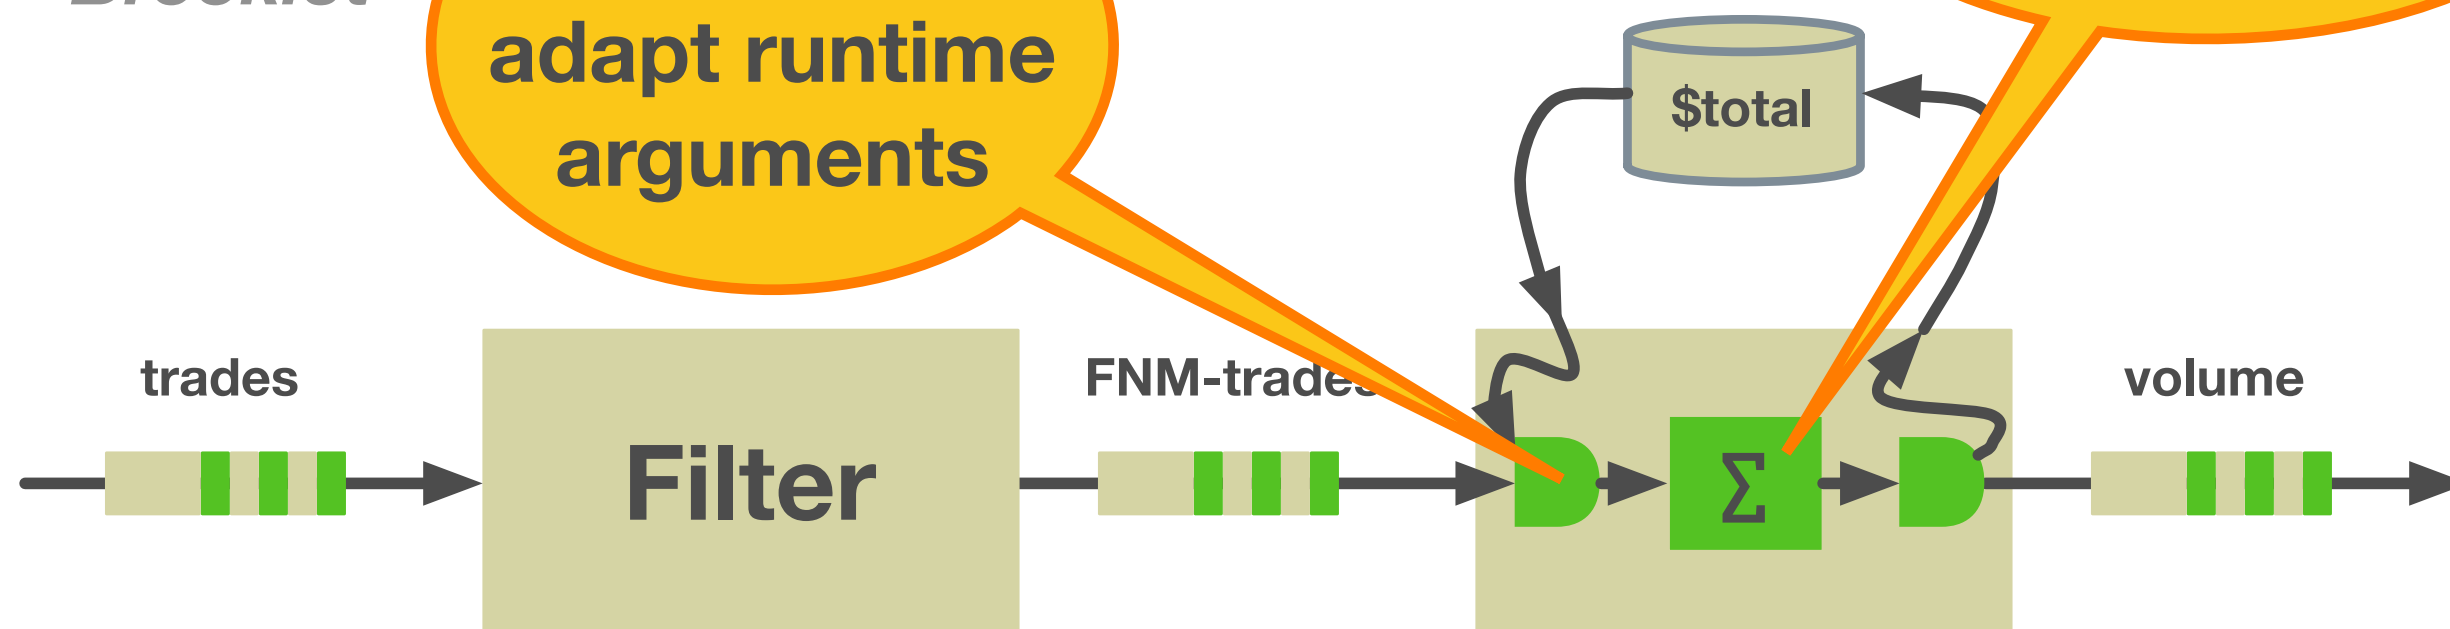 adapt runtime
arguments
$total
trades
FNM-trades
volume
Filter
Σ